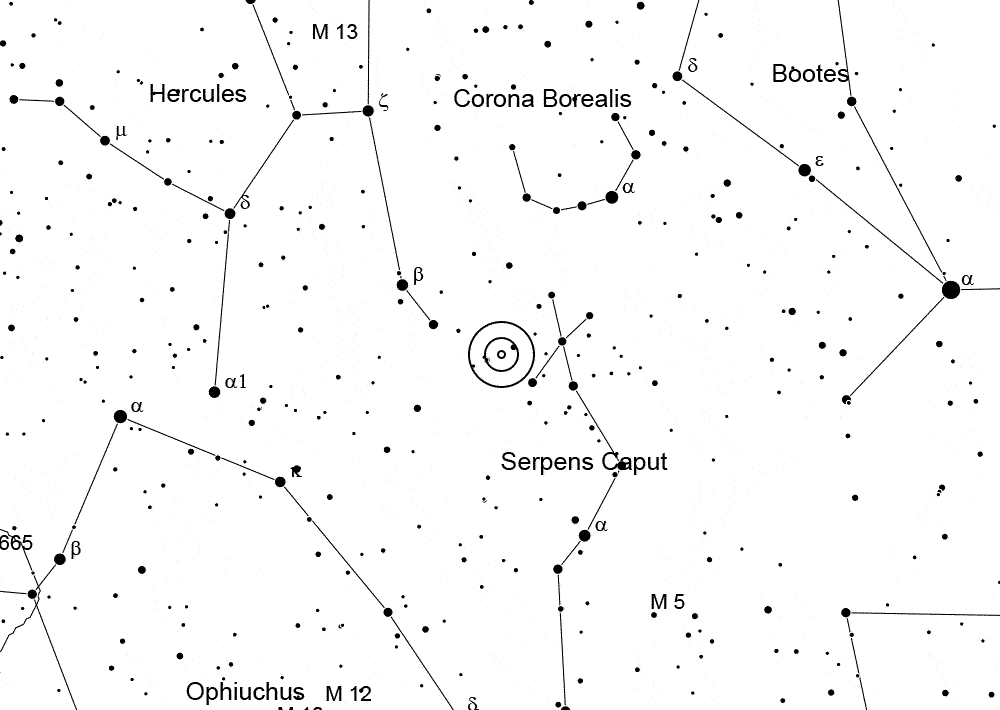 M 13
δ
Bootes
Hercules
ζ
Corona Borealis
μ
ε
α
δ
β
α
α1
α
κ
Serpens Caput
α
665
β
M 5
Ophiuchus
M 12
δ